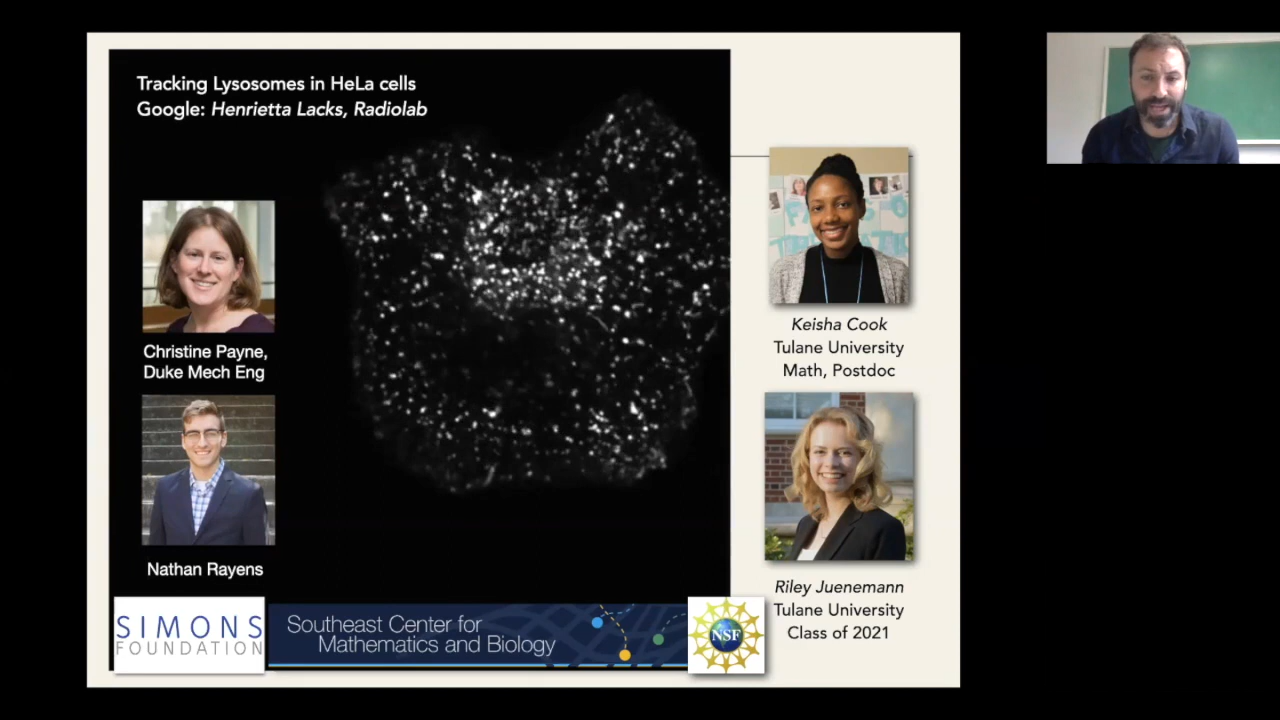 Tracking Lysosomes in HeLa cells
Google: Henrietta Lacks, Radiolab
Christine Payne,
Duke Mech Eng
Nathan Rayens
Keisha Cook
Tulane University
Math, Postdoc
Riley Juenemann
Tulane University
Class of 2021
SIMONS
FOUNDATION
Southeast Center for
Mathematics and Biology
NSF